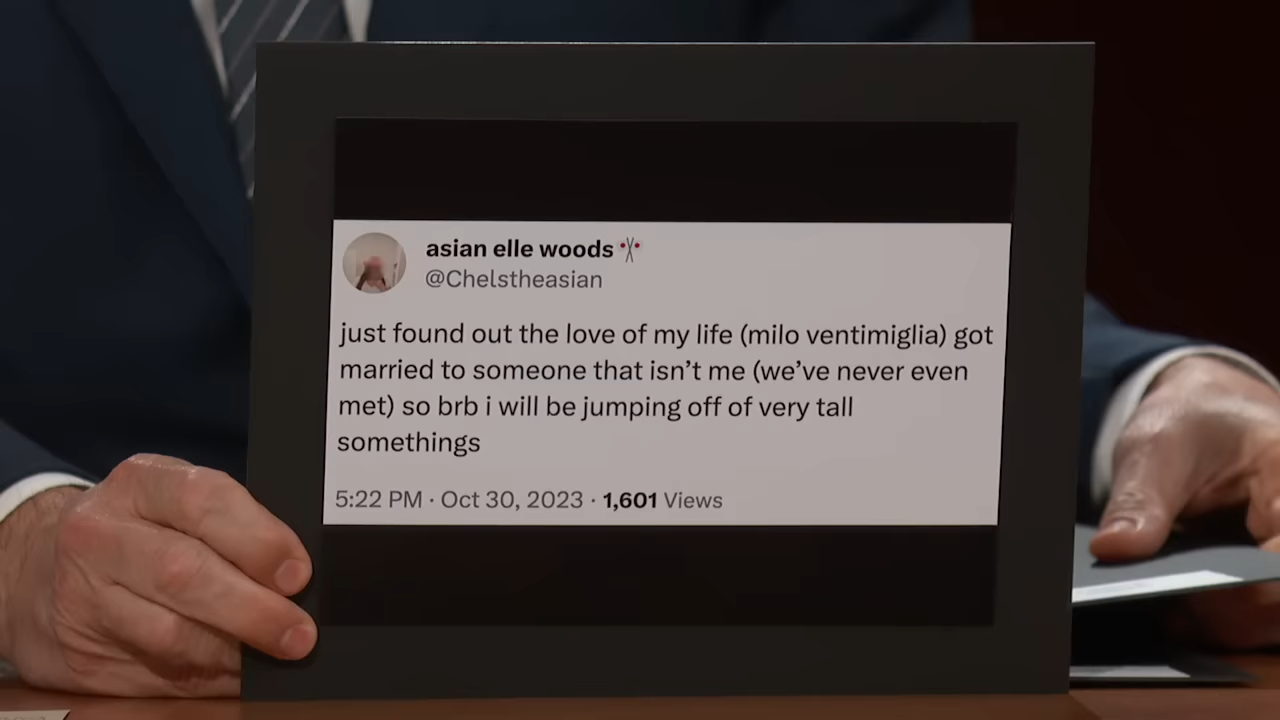 asian elle woods
@Chelstheasian
just found out the love of my life (milo ventimiglia) got
married to someone that isn't me (we've never even
met) so brb i will be jumping off of very tall
somethings
5:22 PM · Oct 30, 2023 · 1,601 Views